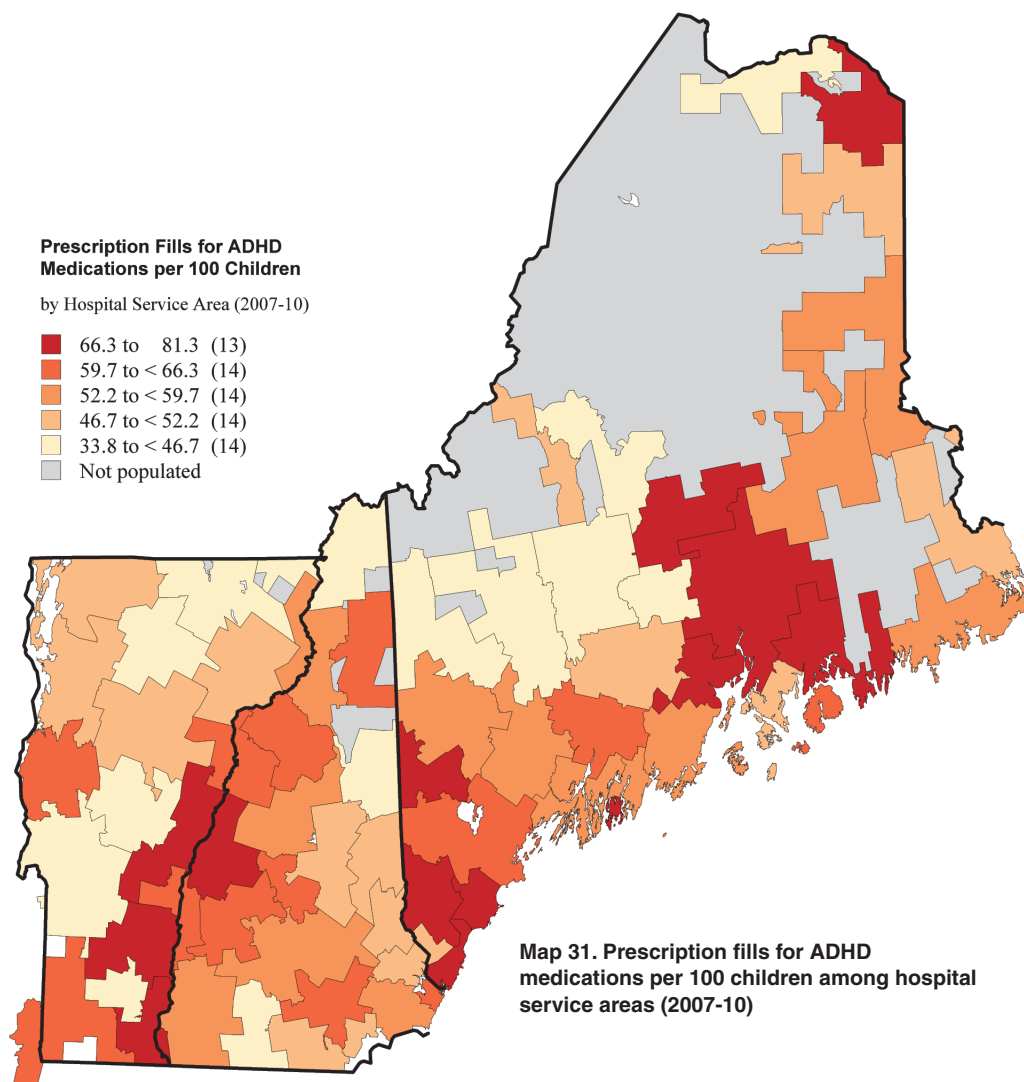 Prescription Fills for ADHD
Medications per 100 Children
by Hospital Service Area (2007-10)
66.3 to 81.3 (13)
59.7 to < 66.3 (14)
52.2 to < 59.7 (14)
46.7 to < 52.2 (14)
33.8 to < 46.7 (14)
Not populated
Map 31. Prescription fills for ADHD
medications per 100 children among hospital
service areas (2007-10)